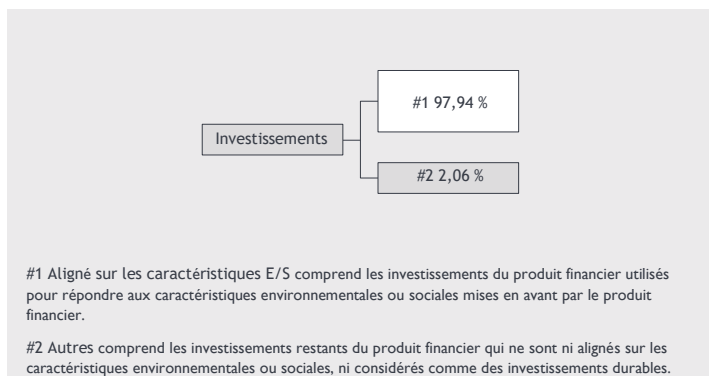 #1 97,94 %
Investissements
#2 2,06 %
#1 Aligné sur les caractéristiques E/S comprend les investissements du produit financier utilisés
pour répondre aux caractéristiques environnementales ou sociales mises en avant par le produit
financier.
#2 Autres comprend les investissements restants du produit financier qui ne sont ni alignés sur les
caractéristiques environnementales ou sociales, ni considérés comme des investissements durables.